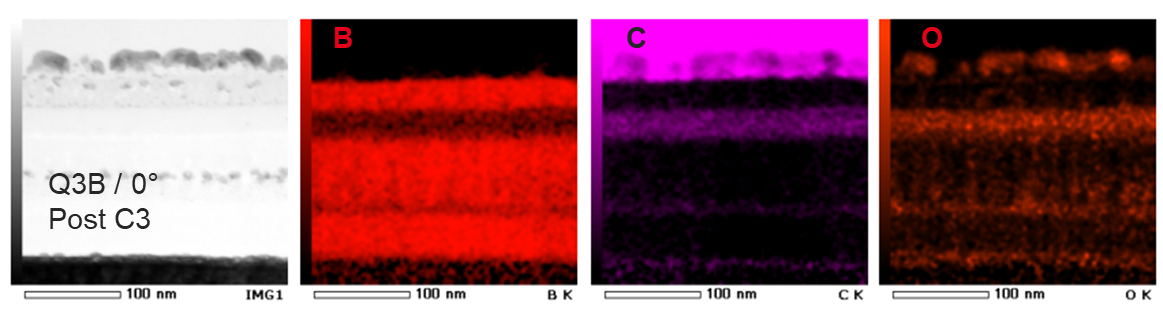 B
C
O
Q3B / 0°
Post C3
100 nm
IMG1
100 nm
B K
100 nm
C K
100 nm
O K